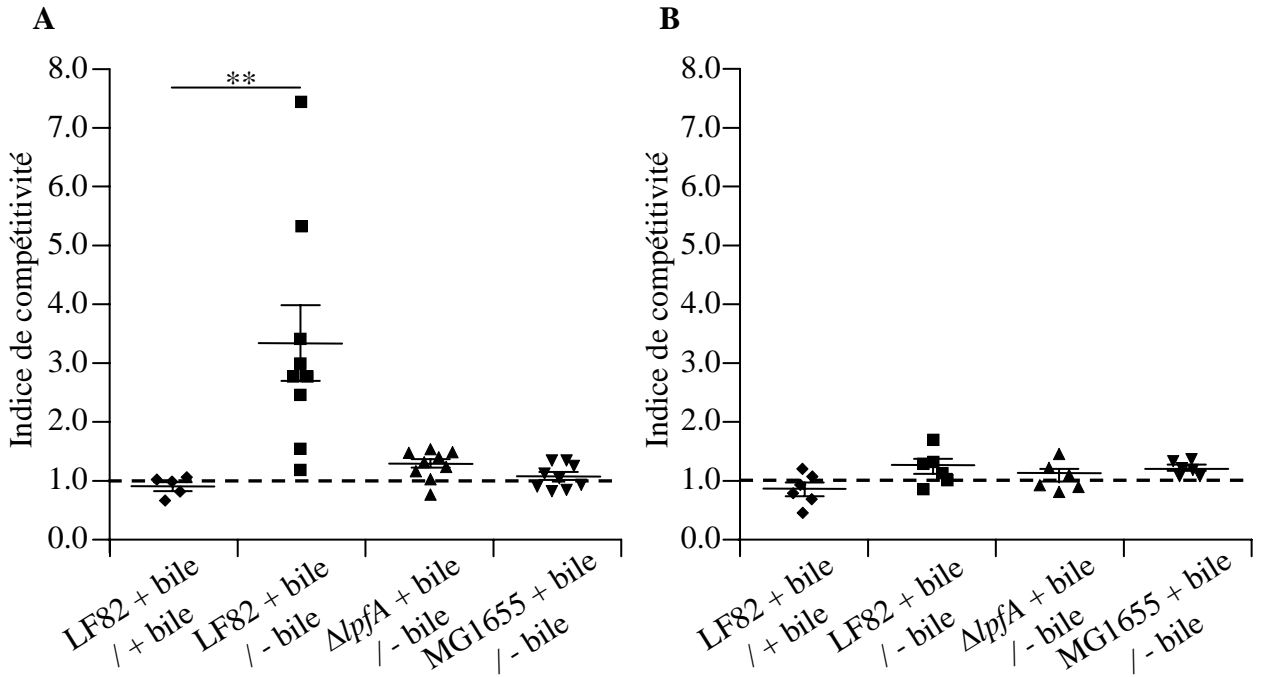 A
Indice de compétitivité
8.0
7.0
6.0
5.0
4.0
3.0
2.0
1.0
0.0
**
LF82 + bile
/ + bile
LF82 + bile
/ - bile
ΔlpfA + bile
/ - bile
MG1655 + bile
/ - bile
B
Indice de compétitivité
8.0
7.0
6.0
5.0
4.0
3.0
2.0
1.0
0.0
LF82 + bile
/ + bile
LF82 + bile
/ - bile
ΔlpfA + bile
/ - bile
MG1655 + bile
/ - bile